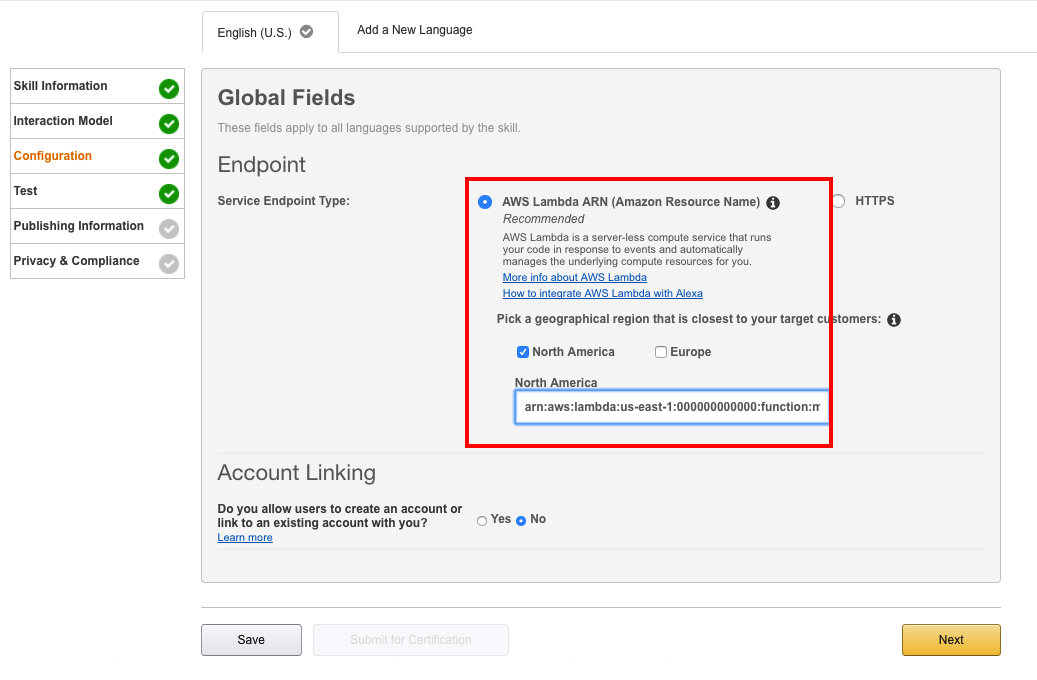 English (U.S.)
Add a New Language
Skill Information
Interaction Model
Configuration
Test
Publishing Information
Privacy & Compliance
Global Fields
These fields apply to all languages supported by the skill.
Endpoint
Service Endpoint Type:
AWS Lambda ARN (Amazon Resource Name)
HTTPS
Recommended
AWS Lambda is a server-less compute service that runs
your code in response to events and automatically
manages the underlying compute resources for you.
More info about AWS Lambda
How to integrate AWS Lambda with Alexa
Pick a geographical region that is closest to your target customers:
North America
Europe
North America
arn:aws:lambda:us-east-1:000000000000:function:m
Account Linking
Do you allow users to create an account or
link to an existing account with you?
Yes
No
Learn more
Save
Submit for Certification
Next